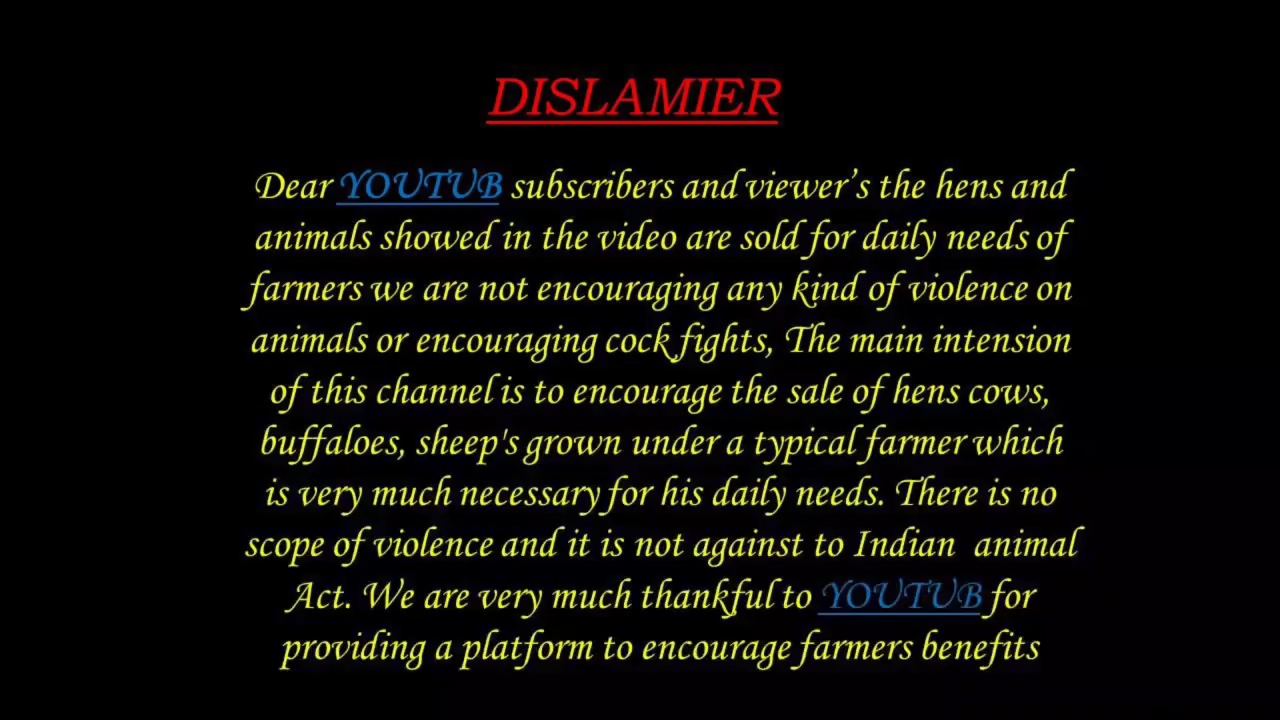 DISLAMIER
Dear YOUTUB subscribers and viewer’s the hens and
animals showed in the video are sold for daily needs of
farmers we are not encouraging any kind of violence on
animals or encouraging cock fights, The main intension
of this channel is to encourage the sale of hens cows,
buffaloes, sheep's grown under a typical farmer which
is very much necessary for his daily needs. There is no
scope of violence and it is not against to Indian animal
Act. We are very much thankful to YOUTUB for
providing a platform to encourage farmers benefits